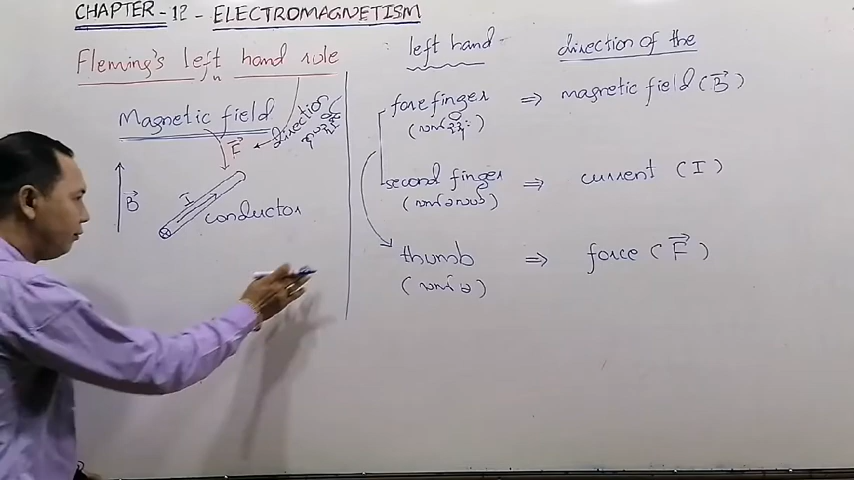 CHAPTER - 12 - ELECTROMAGNETISM
Fleming's left hand rule
Magnetic field
direction
F
B
I
conductor
left hand
direction of the
forefinger ⇒ magnetic field (B)
second finger ⇒ current (I)
thumb ⇒ force (F)